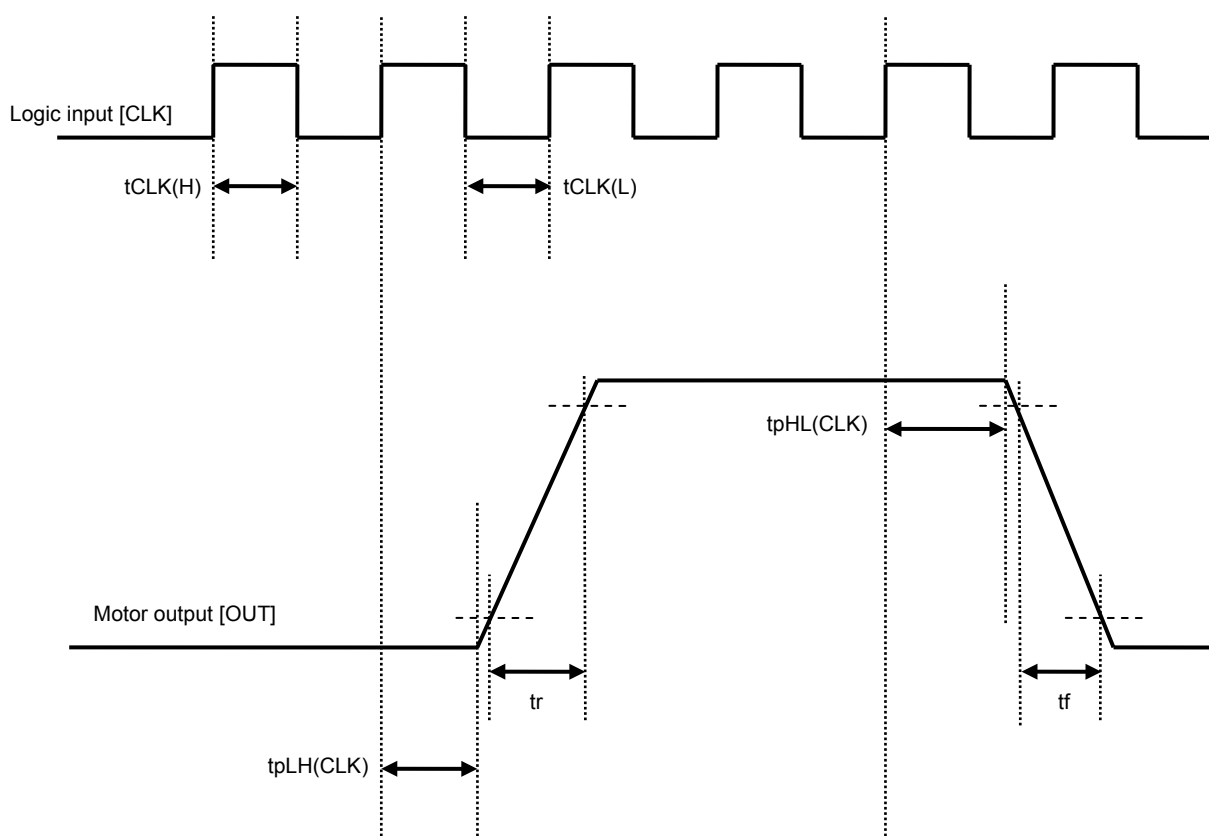 Logic input [CLK]
tCLK(H)
tCLK(L)
tpHL(CLK)
Motor output [OUT]
tr
tf
tpLH(CLK)